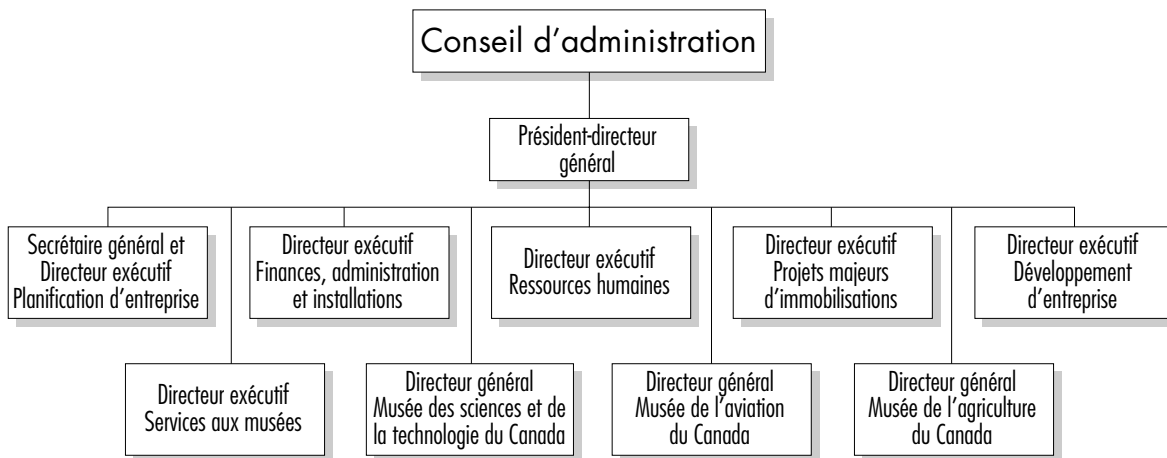 Conseil d'administration
Président-directeur
général
Secrétaire général et
Directeur exécutif
Planification d'entreprise
Directeur exécutif
Finances, administration
et installations
Directeur exécutif
Ressources humaines
Directeur exécutif
Projets majeurs
d'immobilisations
Directeur exécutif
Développement
d'entreprise
Directeur exécutif
Services aux musées
Directeur général
Musée des sciences et de
la technologie du Canada
Directeur général
Musée de l'aviation
du Canada
Directeur général
Musée de l'agriculture
du Canada